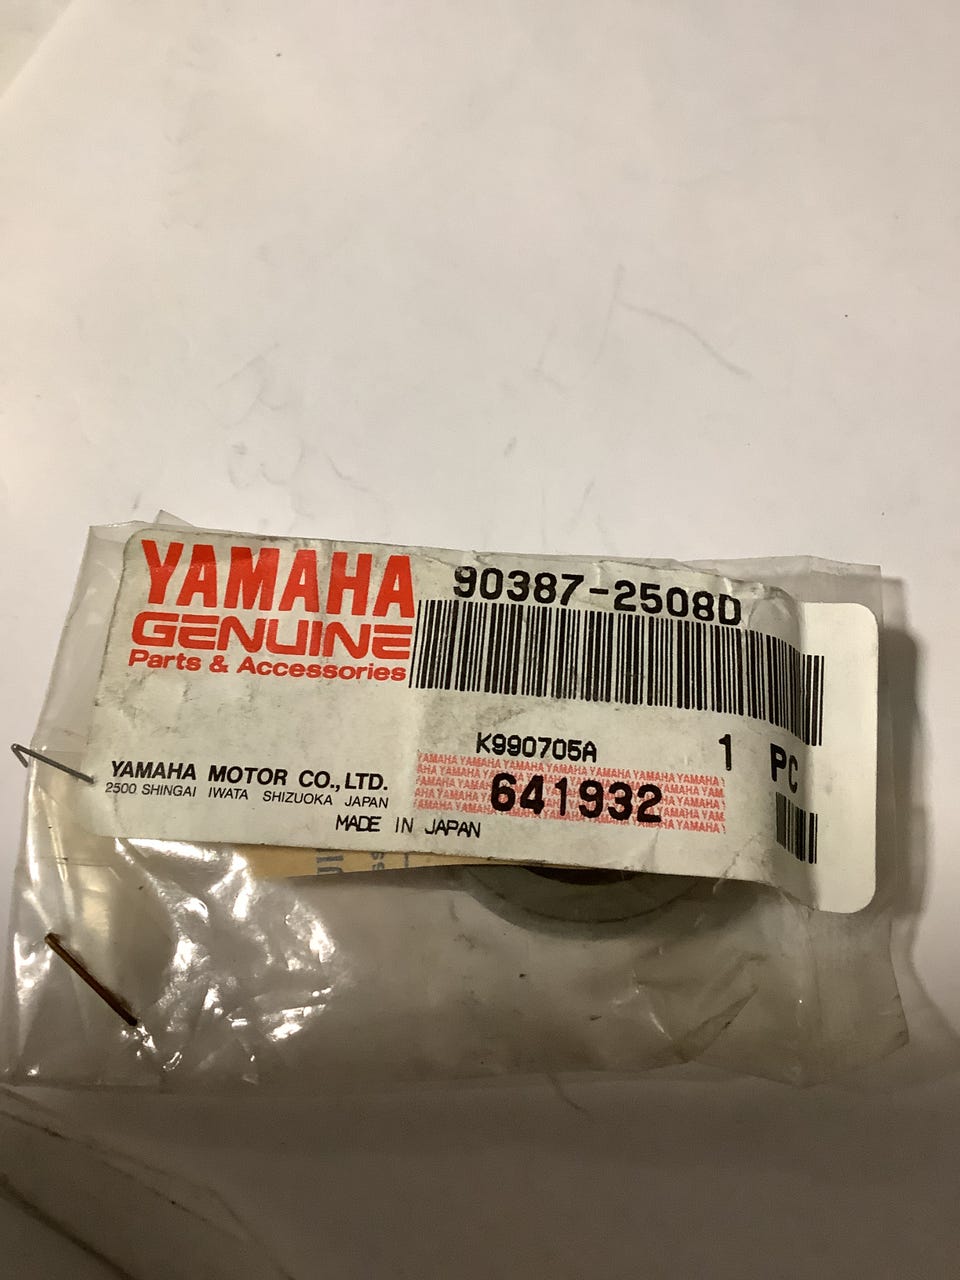 YAMAHA
GENUINE
Parts & Accessories
90387-2508D
K990705A
1 PC
YAMAHA MOTOR CO., LTD.
2500 SHINGAI IWATA SHIZUOKA JAPAN
641932
MADE IN JAPAN